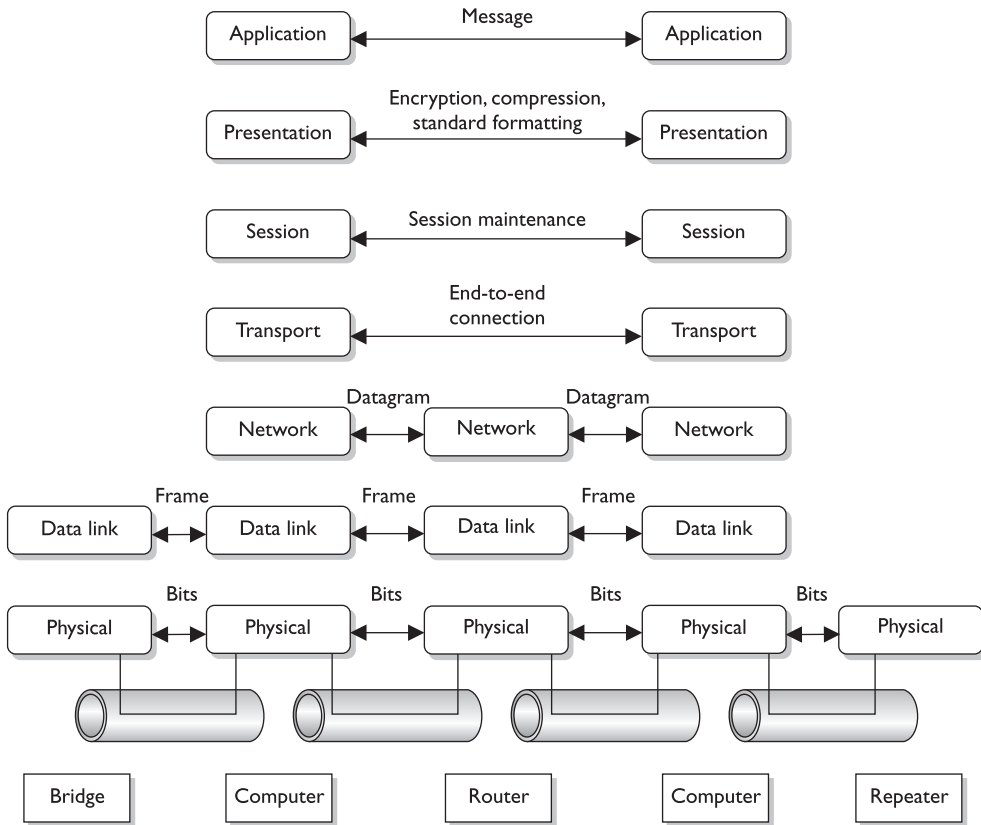 Message
Application
Application
Encryption, compression,
standard formatting
Presentation
Presentation
Session maintenance
Session
Session
End-to-end
connection
Transport
Transport
Datagram
Datagram
Network
Network
Network
Frame
Frame
Frame
Data link
Data link
Data link
Data link
Bits
Bits
Bits
Bits
Physical
Physical
Physical
Physical
Physical
Bridge
Computer
Router
Computer
Repeater